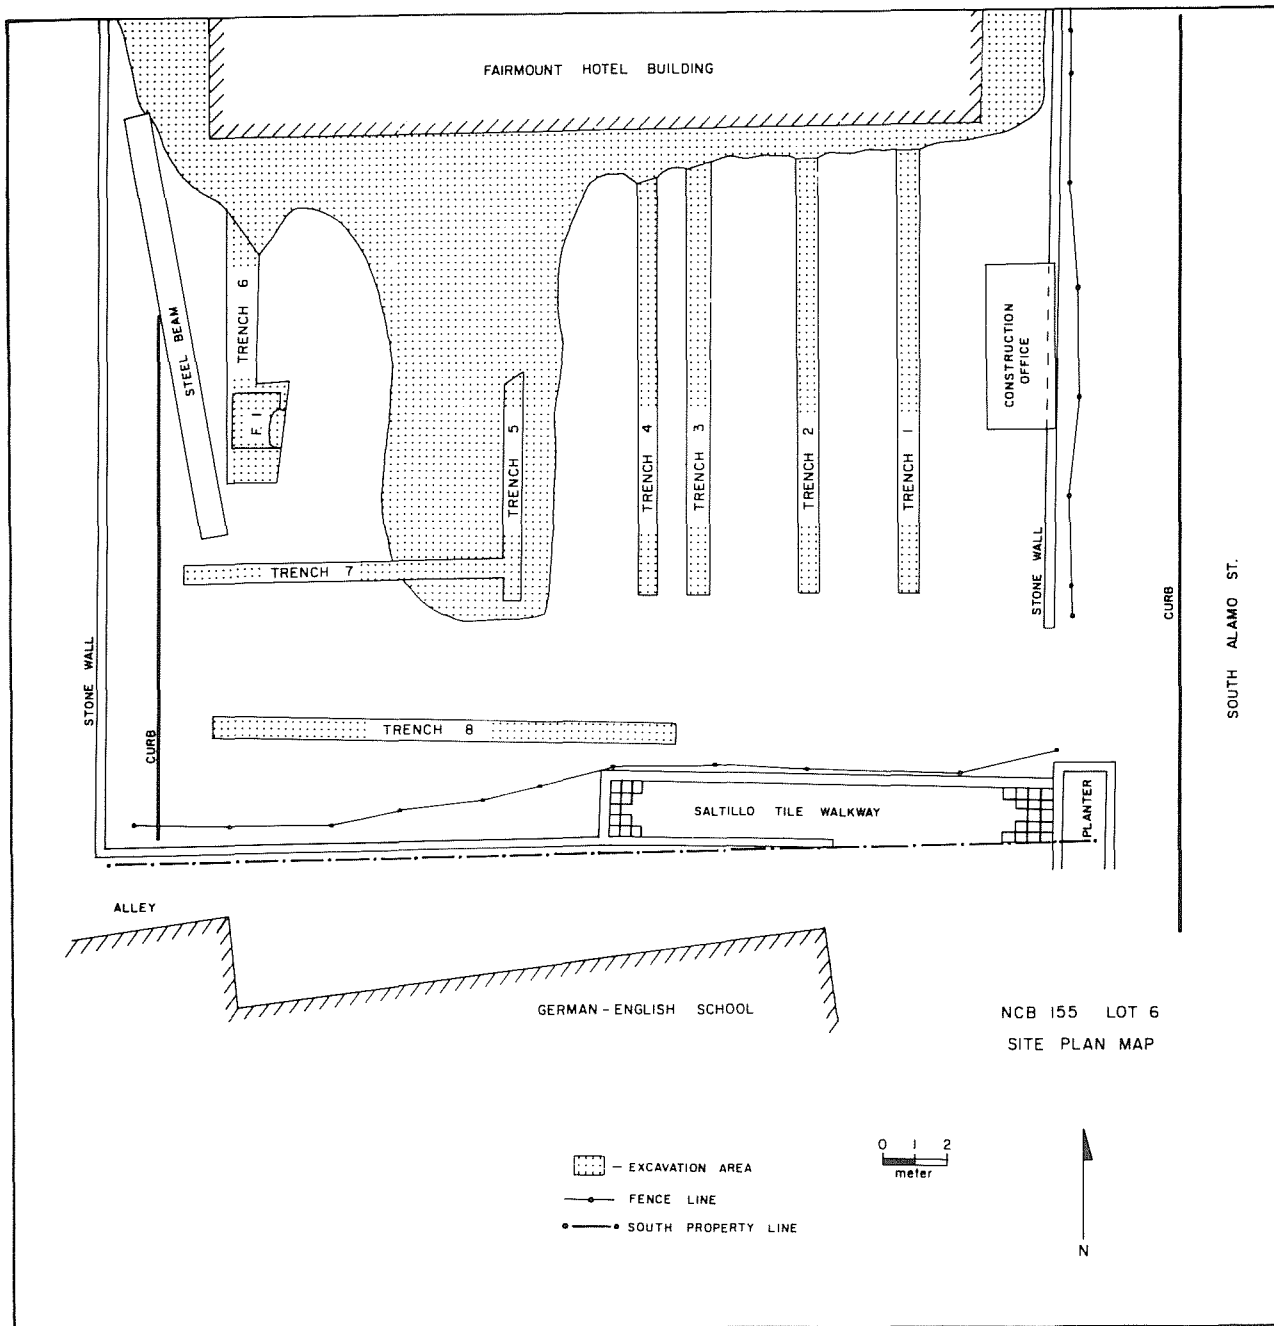 FAIRMOUNT HOTEL BUILDING
TRENCH 6
STEEL BEAM
F. 1
TRENCH 5
TRENCH 4
TRENCH 3
TRENCH 2
TRENCH 1
CONSTRUCTION
OFFICE
STONE WALL
CURB
SOUTH ALAMO ST.
TRENCH 7
STONE WALL
CURB
TRENCH 8
SALTILLO TILE WALKWAY
PLANTER
ALLEY
GERMAN-ENGLISH SCHOOL
NCB 155 LOT 6
SITE PLAN MAP
0 1 2
meter
- EXCAVATION AREA
FENCE LINE
SOUTH PROPERTY LINE
N